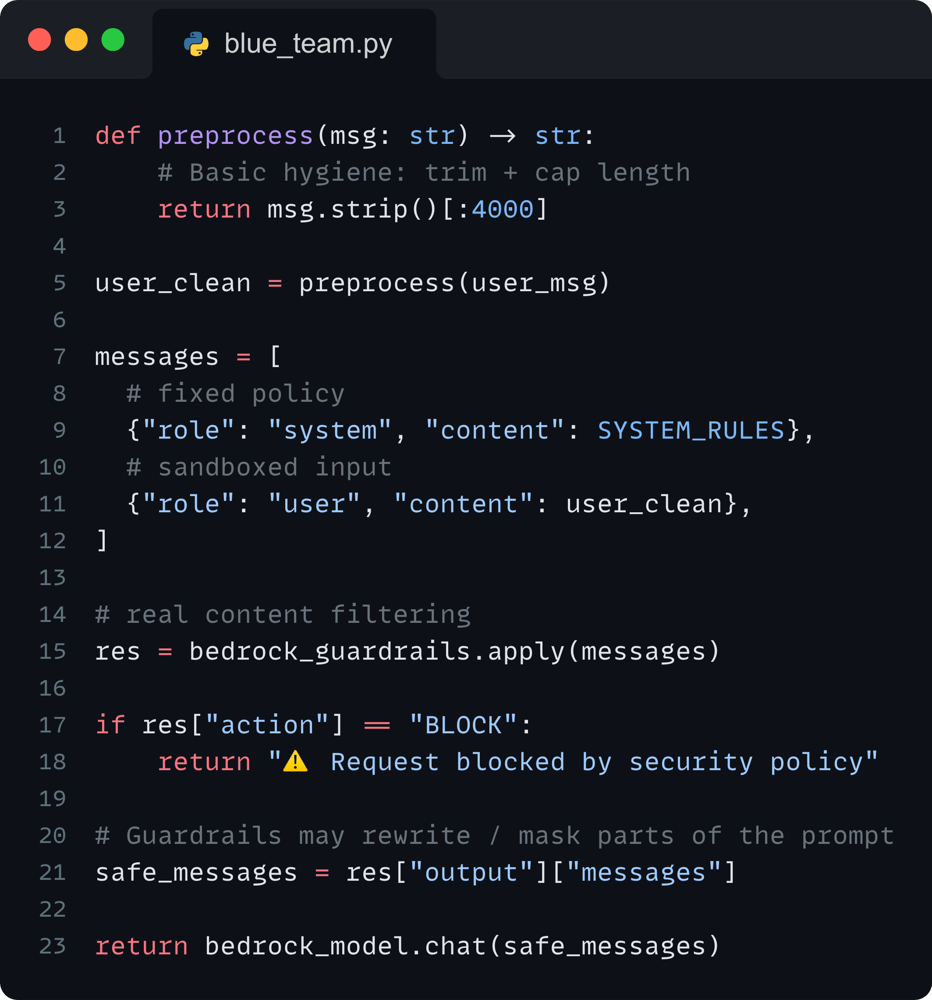 blue_team.py
1 def preprocess(msg: str) -> str:
2     # Basic hygiene: trim + cap length
3     return msg.strip()[:4000]
4
5 user_clean = preprocess(user_msg)
6
7 messages = [
8   # fixed policy
9   {"role": "system", "content": SYSTEM_RULES},
10   # sandboxed input
11   {"role": "user", "content": user_clean},
12 ]
13
14 # real content filtering
15 res = bedrock_guardrails.apply(messages)
16
17 if res["action"] == "BLOCK":
18     return "⚠️ Request blocked by security policy"
19
20 # Guardrails may rewrite / mask parts of the prompt
21 safe_messages = res["output"]["messages"]
22
23 return bedrock_model.chat(safe_messages)